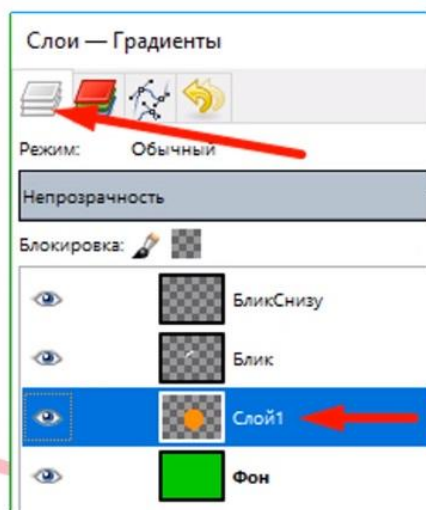 Слои — Градиенты
Режим: Обычный
Непрозрачность
Блокировка:
БликСнизу
Блик
Слой1
Фон